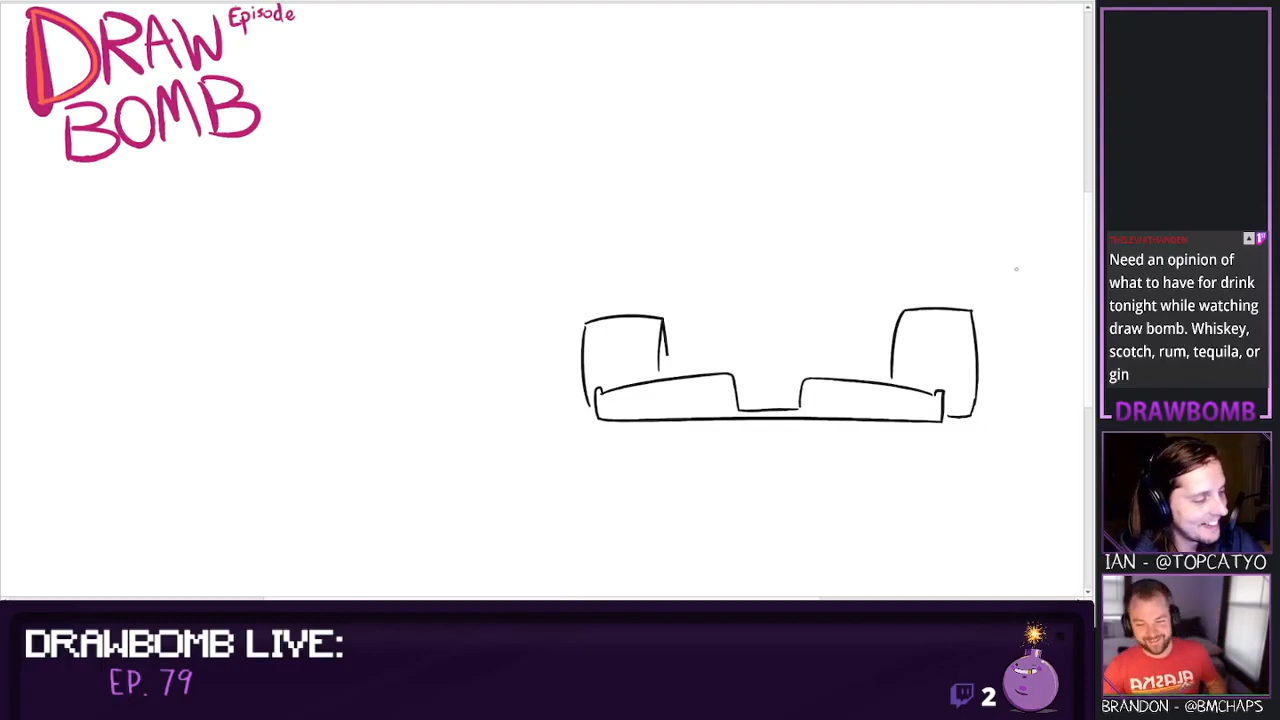 DRAW Episode
BOMB
Need an opinion of
what to have for drink
tonight while watching
draw bomb. Whiskey,
scotch, rum, tequila, or
gin
DRAWBOMB
IAN - @TOPCATYO
ALASKA
BRANDON - @BMCHAPS
DRAWBOMB LIVE:
EP. 79
2